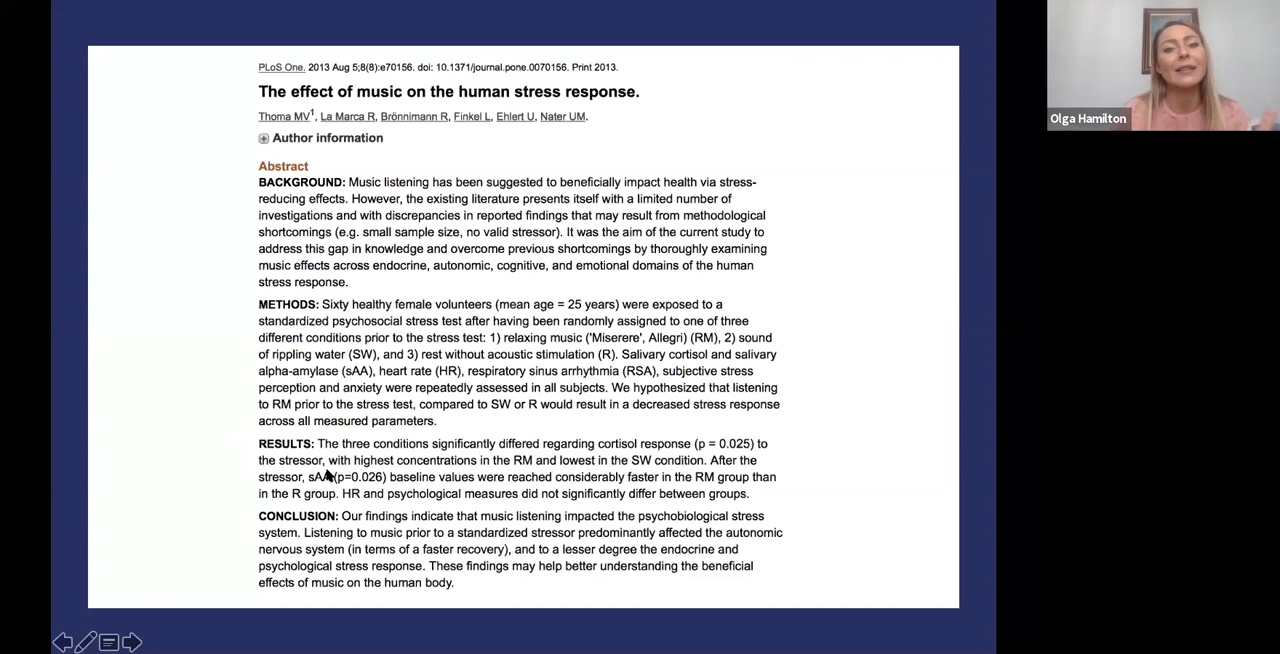 PLoS One. 2013 Aug 5;8(8):e70156. doi: 10.1371/journal.pone.0070156. Print 2013.
The effect of music on the human stress response.
Thoma MV1, La Marca R, Brönnimann R, Finkel L, Ehlert U, Nater UM.
Author information
Abstract
BACKGROUND: Music listening has been suggested to beneficially impact health via stress-
reducing effects. However, the existing literature presents itself with a limited number of
investigations and with discrepancies in reported findings that may result from methodological
shortcomings (e.g. small sample size, no valid stressor). It was the aim of the current study to
address this gap in knowledge and overcome previous shortcomings by thoroughly examining
music effects across endocrine, autonomic, cognitive, and emotional domains of the human
stress response.
METHODS: Sixty healthy female volunteers (mean age = 25 years) were exposed to a
standardized psychosocial stress test after having been randomly assigned to one of three
different conditions prior to the stress test: 1) relaxing music ('Miserere', Allegri) (RM), 2) sound
of rippling water (SW), and 3) rest without acoustic stimulation (R). Salivary cortisol and salivary
alpha-amylase (sAA), heart rate (HR), respiratory sinus arrhythmia (RSA), subjective stress
perception and anxiety were repeatedly assessed in all subjects. We hypothesized that listening
to RM prior to the stress test, compared to SW or R would result in a decreased stress response
across all measured parameters.
RESULTS: The three conditions significantly differed regarding cortisol response (p = 0.025) to
the stressor, with highest concentrations in the RM and lowest in the SW condition. After the
stressor, sAA (p=0.026) baseline values were reached considerably faster in the RM group than
in the R group. HR and psychological measures did not significantly differ between groups.
CONCLUSION: Our findings indicate that music listening impacted the psychobiological stress
system. Listening to music prior to a standardized stressor predominantly affected the autonomic
nervous system (in terms of a faster recovery), and to a lesser degree the endocrine and
psychological stress response. These findings may help better understanding the beneficial
effects of music on the human body.
Olga Hamilton